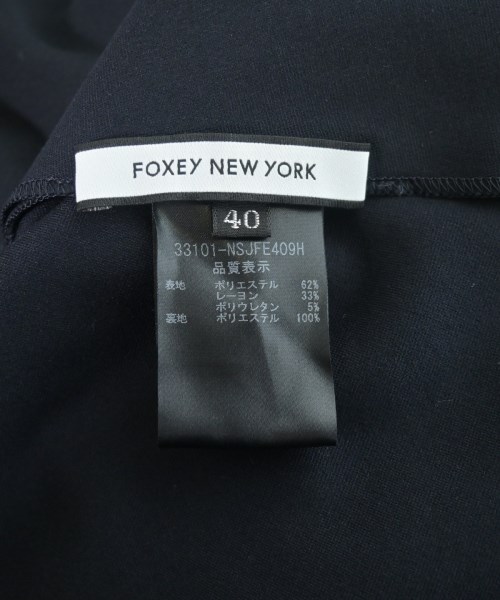 FOXEY NEW YORK
40
33101-NSJFE409H
品質表示
表地 ポリエステル 62%
レーヨン 33%
ポリウレタン 5%
裏地 ポリエステル 100%